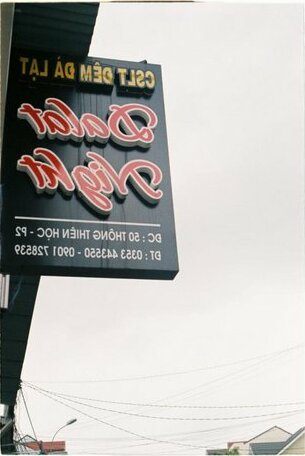 CSLT ĐÊM ĐÀ LẠT
Dalat
Night
ĐC : 50 THÔNG THIÊN HỌC - P2
ĐT : 0353 443550 - 0901 728539